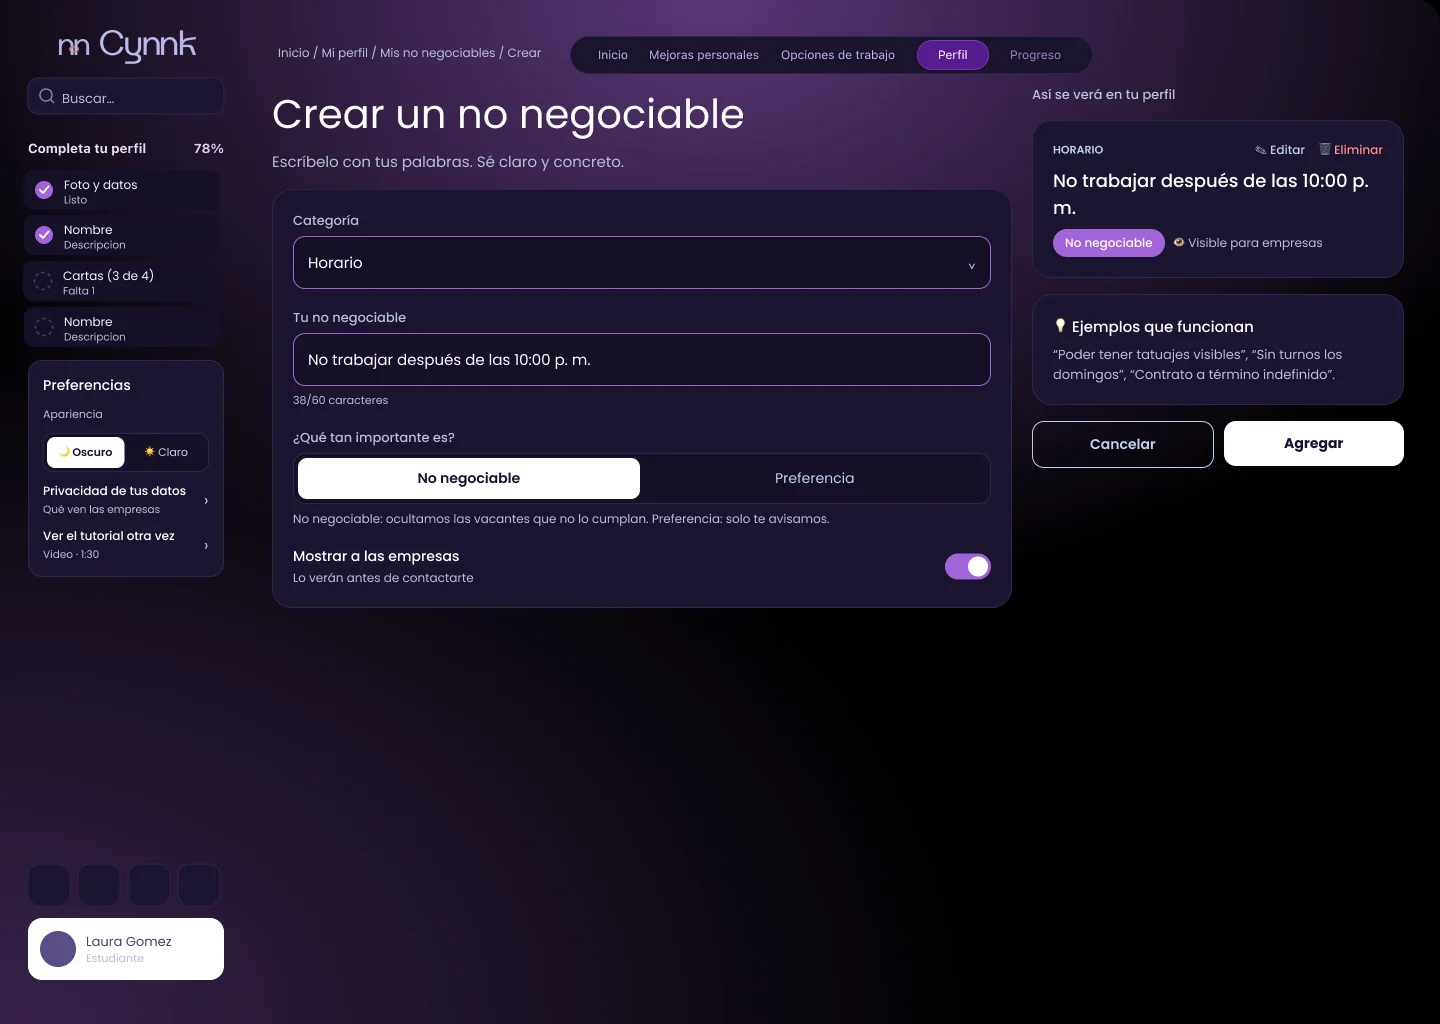 Cynnk
Buscar...
Completa tu perfil 78%
Foto y datos
Listo
Nombre
Descripcion
Cartas (3 de 4)
Falta 1
Nombre
Descripcion
Preferencias
Apariencia
Oscuro Claro
Privacidad de tus datos
Qué ven las empresas
Ver el tutorial otra vez
Video · 1:30
Laura Gomez
Estudiante
Inicio / Mi perfil / Mis no negociables / Crear
Inicio Mejoras personales Opciones de trabajo Perfil Progreso
Crear un no negociable
Escríbelo con tus palabras. Sé claro y concreto.
Categoría
Horario
Tu no negociable
No trabajar después de las 10:00 p. m.
38/60 caracteres
¿Qué tan importante es?
No negociable Preferencia
No negociable: ocultamos las vacantes que no lo cumplan. Preferencia: solo te avisamos.
Mostrar a las empresas
Lo verán antes de contactarte
Así se verá en tu perfil
HORARIO Editar Eliminar
No trabajar después de las 10:00 p.
m.
No negociable Visible para empresas
Ejemplos que funcionan
“Poder tener tatuajes visibles”, “Sin turnos los
domingos”, “Contrato a término indefinido”.
Cancelar Agregar